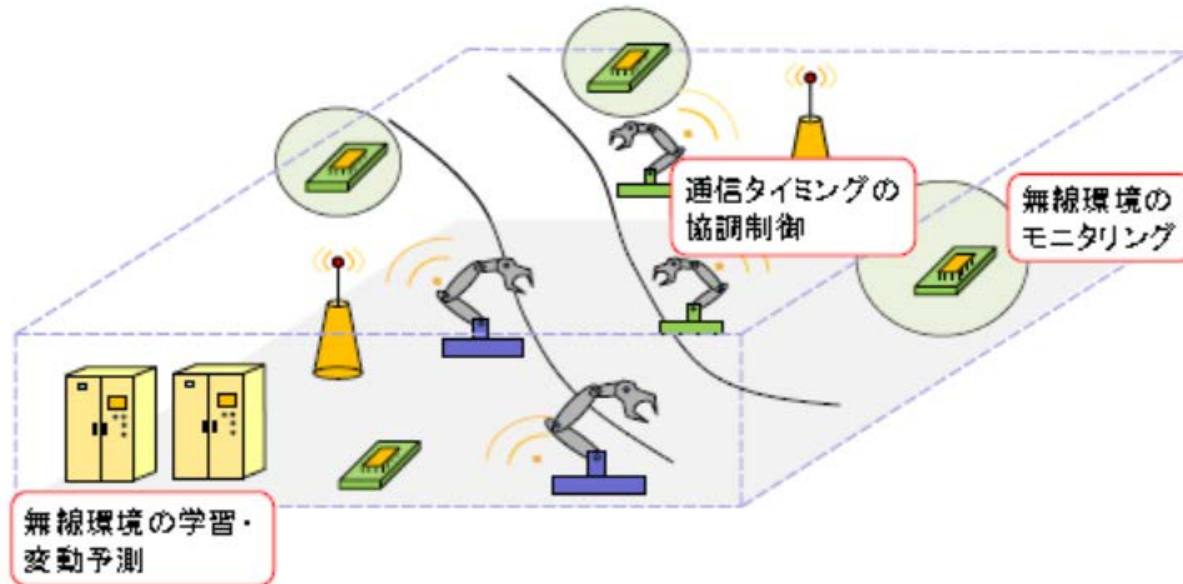 通信タイミングの
協調制御
無線環境の
モニタリング
無線環境の学習・
変動予測